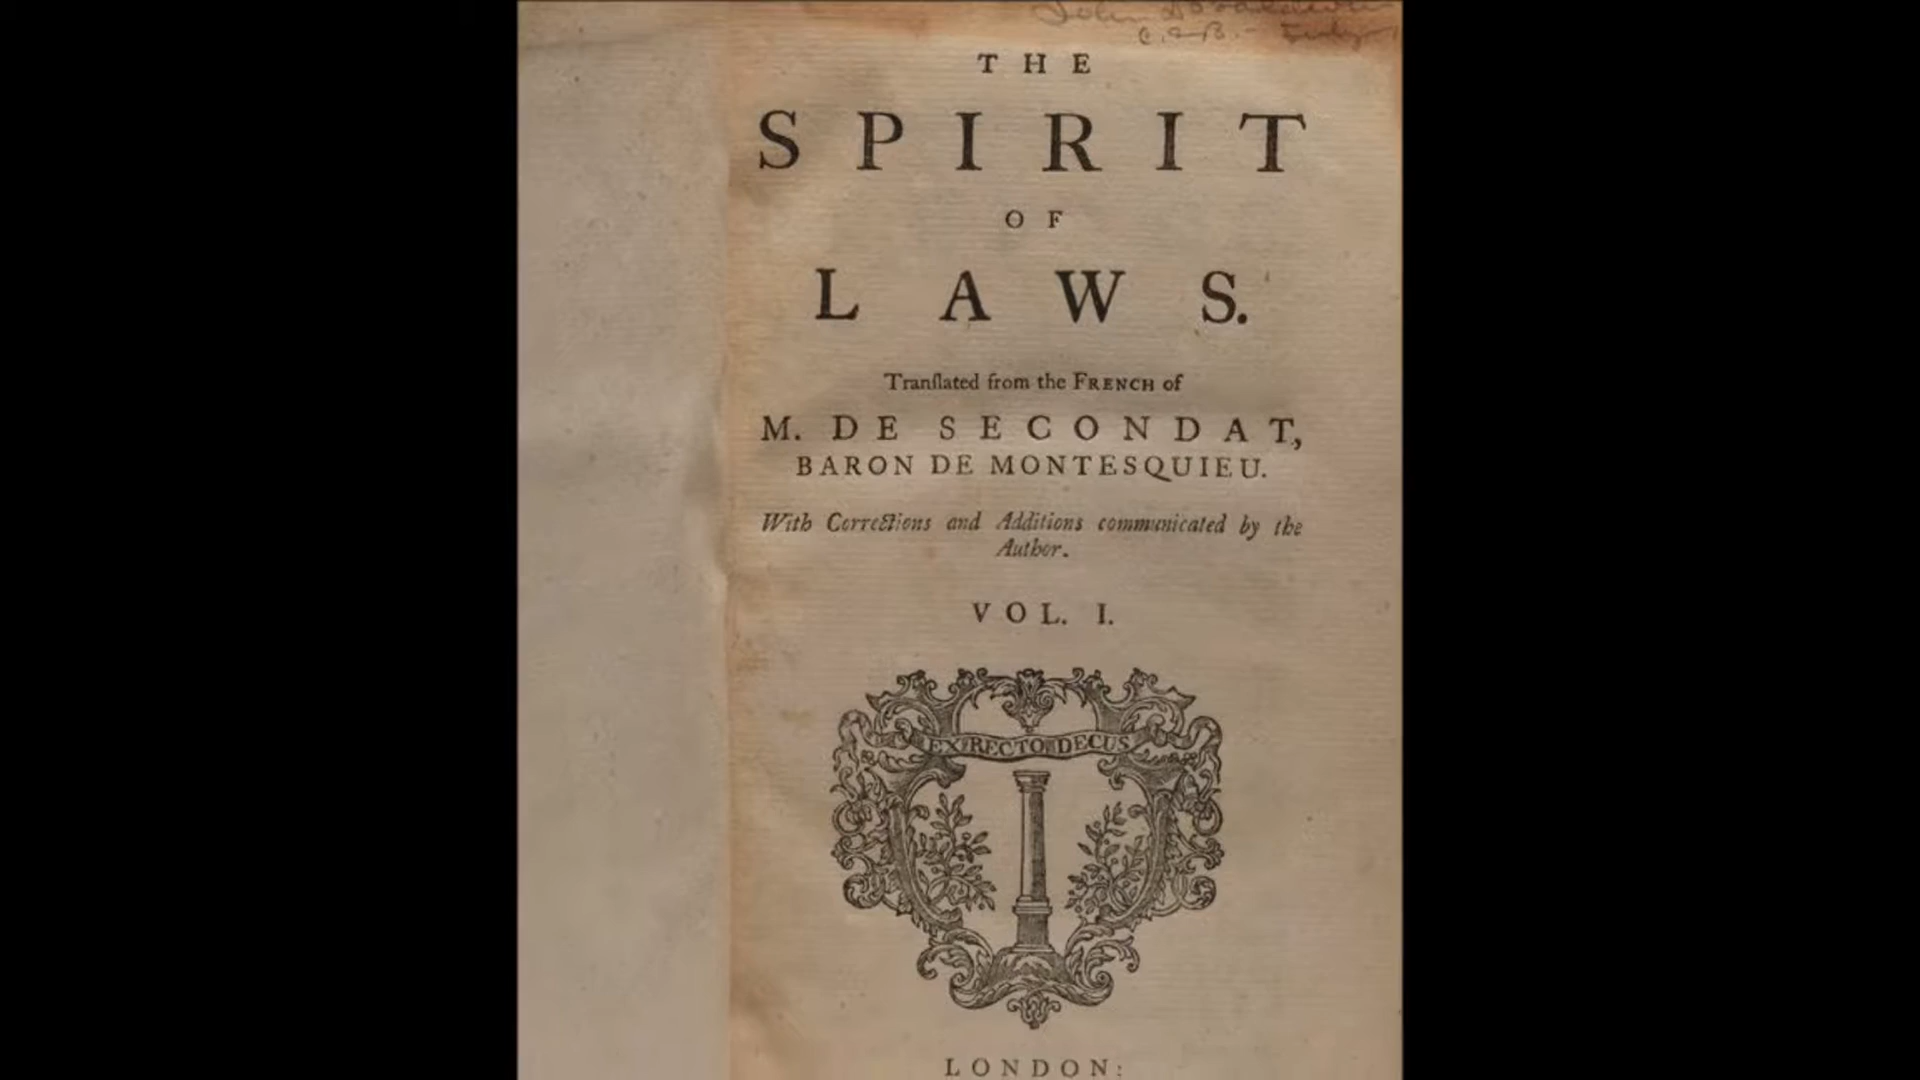 THE
SPIRIT
OF
LAWS.
Tranſlated from the FRENCH of
M. DE SECONDAT,
BARON DE MONTESQUIEU.
With Corrections and Additions communicated by the
Author.
VOL. I.
EX RECTO DECUS
LONDON: